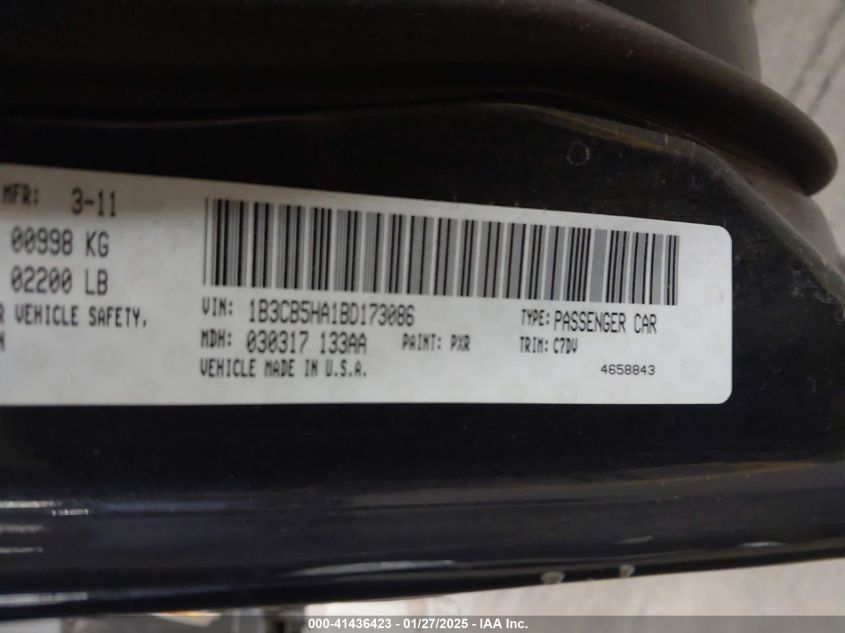 MFR: 3-11
00998 KG
02200 LB
VEHICLE SAFETY.
VIN: 1B3CB5HA1BD173086
TYPE: PASSENGER CAR
MDH: 030317 133AA
PAINT: PXR
TRIM: C7DV
VEHICLE MADE IN U.S.A.
4658843
000-41436423 - 01/27/2025 - IAA Inc.